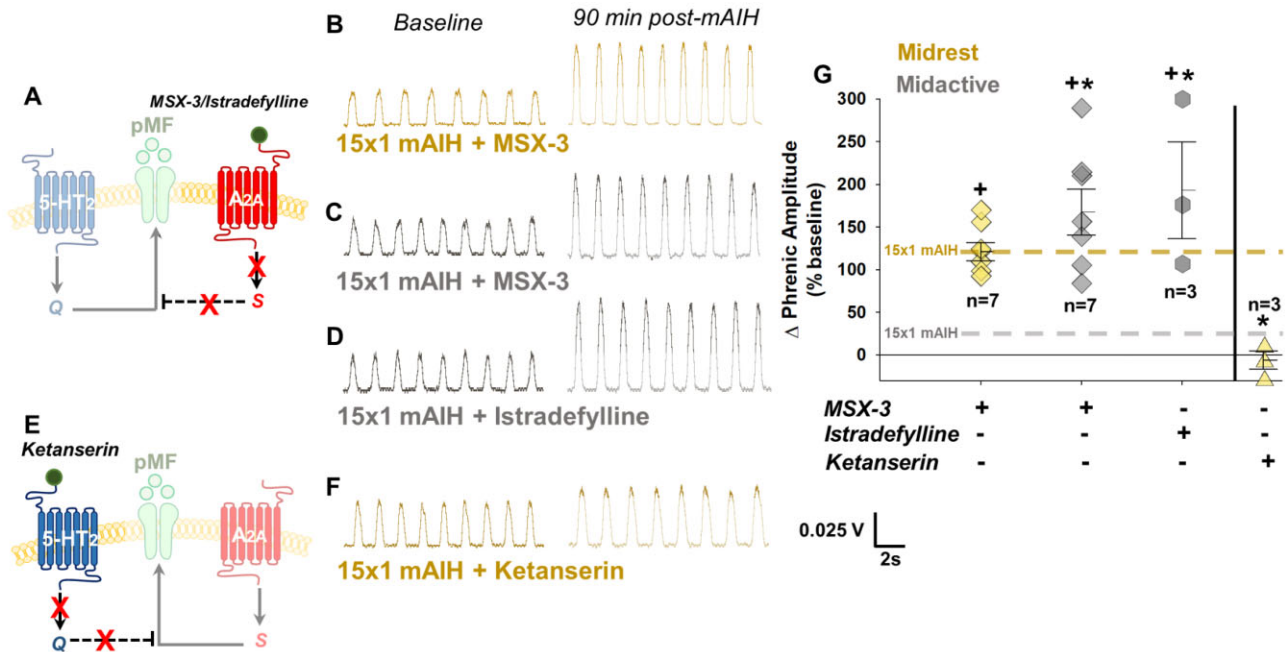 A
MSX-3/Istradefylline
pMF
5-HT2
A2A
Q
S
X
X
B
Baseline
90 min post-mAIH
15x1 mAIH + MSX-3
C
15x1 mAIH + MSX-3
D
15x1 mAIH + Istradefylline
E
Ketanserin
pMF
5-HT2
A2A
X
X
Q
S
F
15x1 mAIH + Ketanserin
0.025 V
2s
G
Midrest
Midactive
Δ Phrenic Amplitude
(% baseline)
300
250
200
150
100
50
0
15x1 mAIH
15x1 mAIH
+
+*
+*
*
n=7
n=7
n=3
n=3
MSX-3 + + - -
Istradefylline - - + -
Ketanserin - - - +